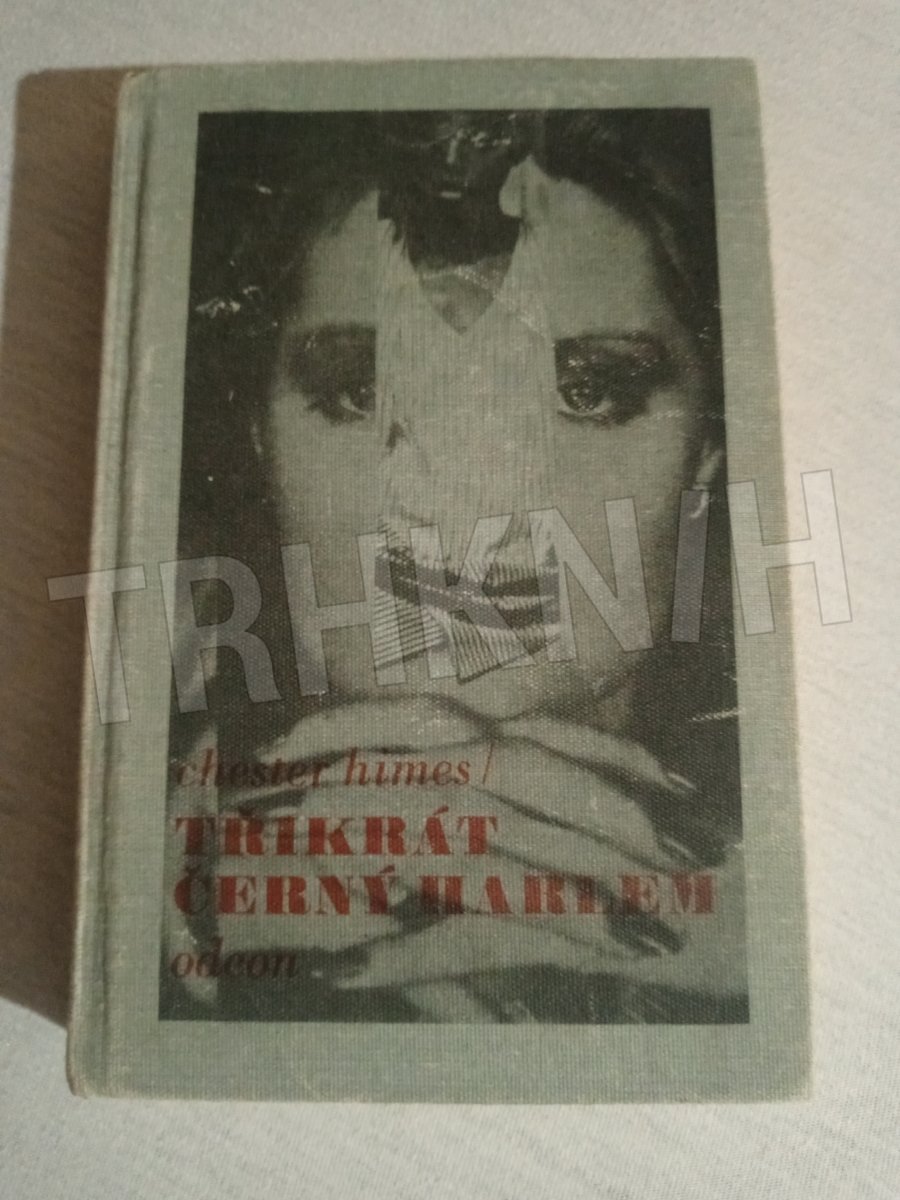 TRHKNIH
chester himes/
TŘIKRÁT
ČERNÝ HARLEM
odeon